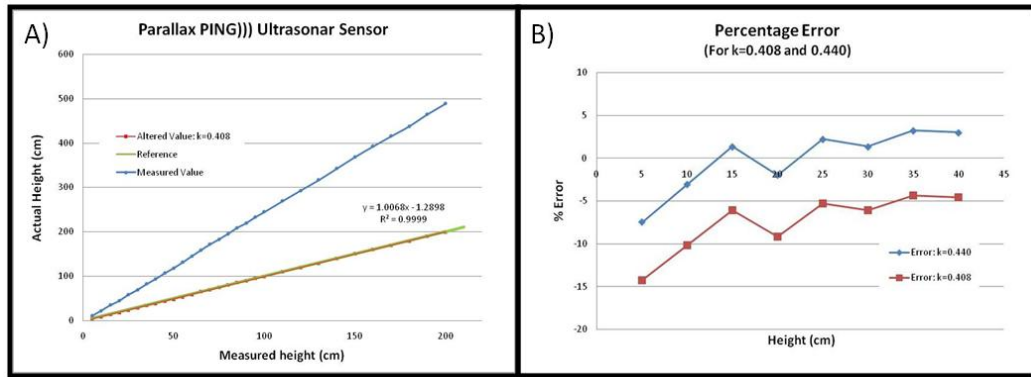 A)
Parallax PING))) Ultrasonar Sensor
600
500
400
300
200
100
0
Actual Height (cm)
Altered Value: k=0.408
Reference
Measured Value
y = 1.0068x - 1.2898
R² = 0.9999
0 50 100 150 200
Measured height (cm)
B)
Percentage Error
(For k=0.408 and 0.440)
10
5
0
-5
-10
-15
-20
% Error
0 5 10 15 20 25 30 35 40 45
Error: k=0.440
Error: k=0.408
Height (cm)